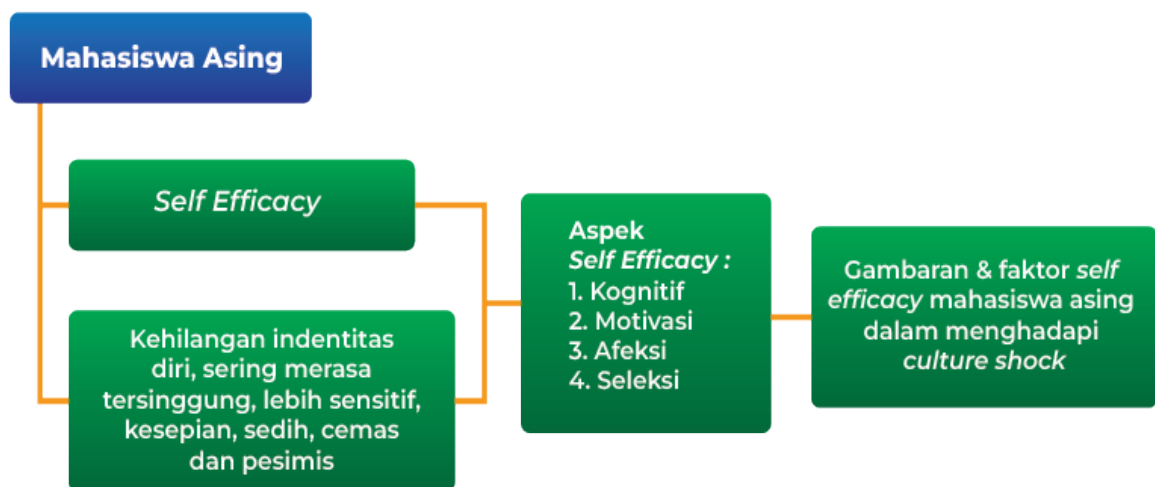 Mahasiswa Asing
Self Efficacy
Kehilangan indentitas
diri, sering merasa
tersinggung, lebih sensitif,
kesepian, sedih, cemas
dan pesimis
Aspek
Self Efficacy :
1. Kognitif
2. Motivasi
3. Afeksi
4. Seleksi
Gambaran & faktor self
efficacy mahasiswa asing
dalam menghadapi
culture shock